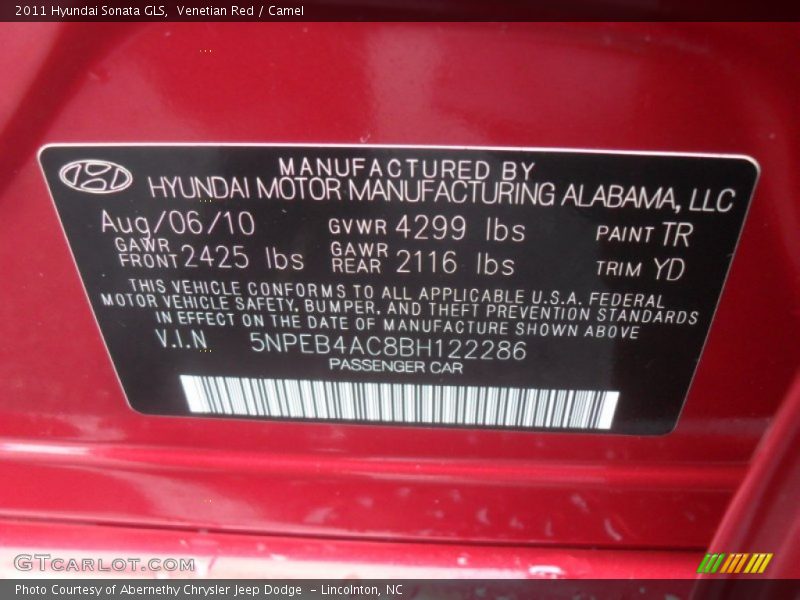 2011 Hyundai Sonata GLS, Venetian Red / Camel
MANUFACTURED BY
HYUNDAI MOTOR MANUFACTURING ALABAMA, LLC
Aug/06/10 GVWR 4299 lbs PAINT TR
GAWR FRONT 2425 lbs GAWR REAR 2116 lbs TRIM YD
THIS VEHICLE CONFORMS TO ALL APPLICABLE U.S.A. FEDERAL
MOTOR VEHICLE SAFETY, BUMPER, AND THEFT PREVENTION STANDARDS
IN EFFECT ON THE DATE OF MANUFACTURE SHOWN ABOVE
V.I.N 5NPEB4AC8BH122286
PASSENGER CAR
GTcarlot.com
Photo Courtesy of Abernethy Chrysler Jeep Dodge - Lincolnton, NC